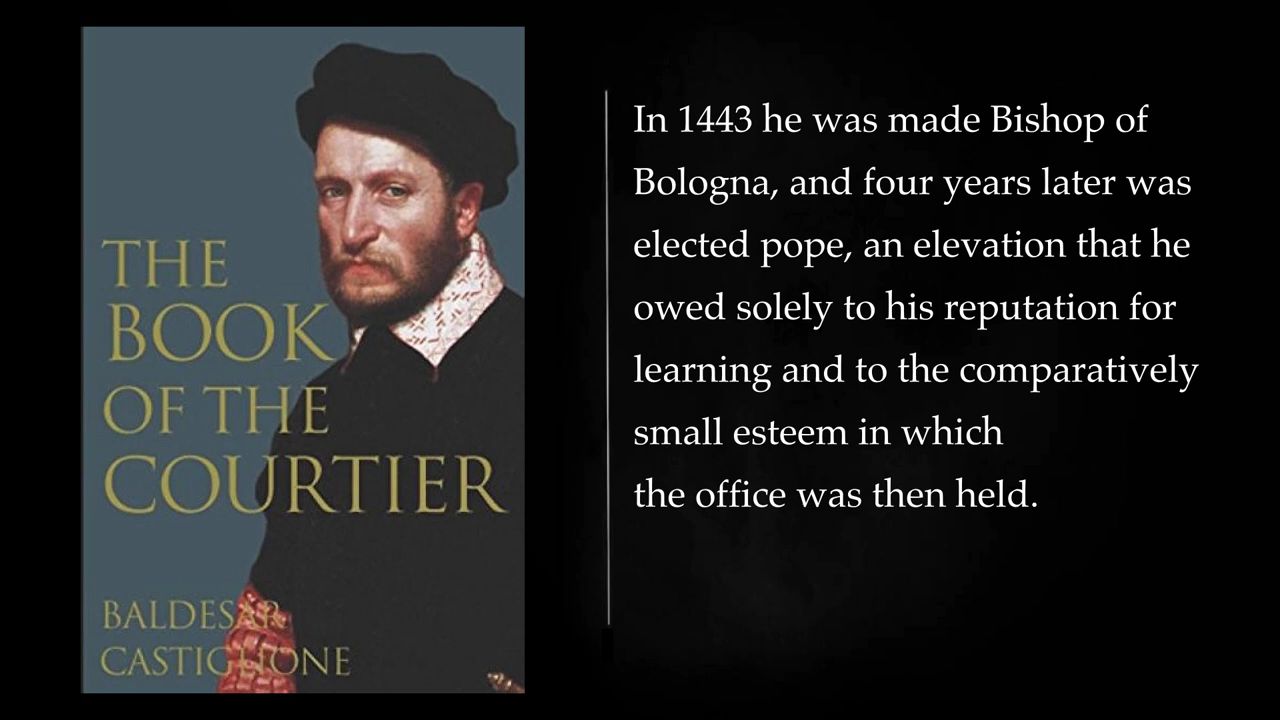 THE
BOOK
OF THE
COURTIER
BALDESAR
CASTIGLIONE
In 1443 he was made Bishop of
Bologna, and four years later was
elected pope, an elevation that he
owed solely to his reputation for
learning and to the comparatively
small esteem in which
the office was then held.